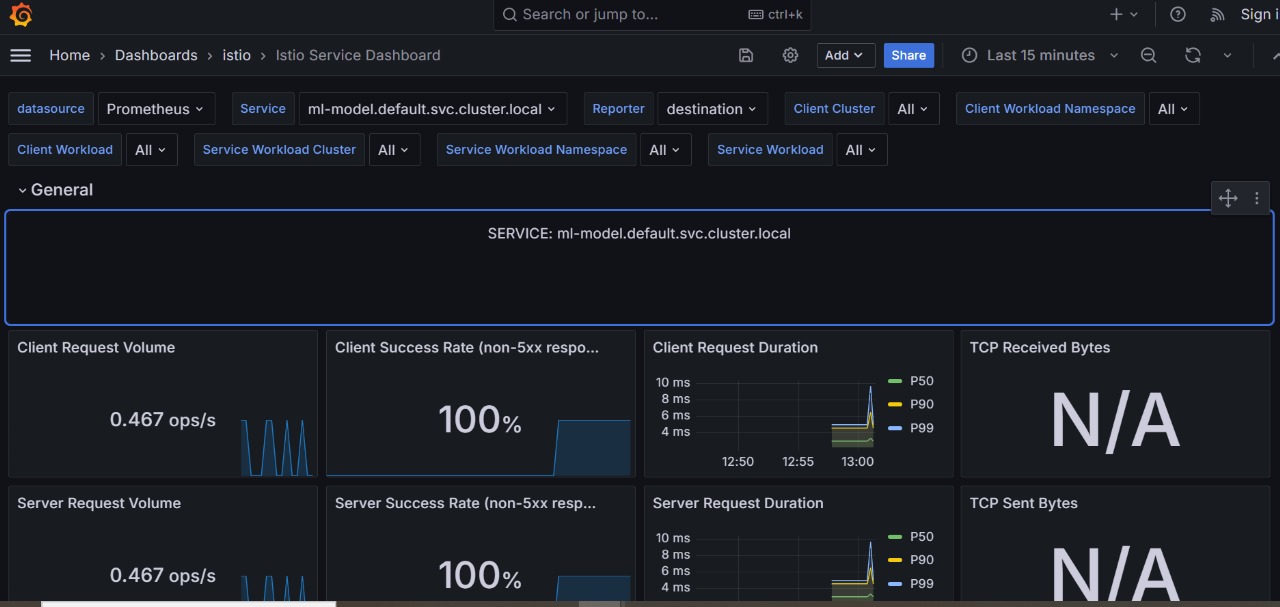 Search or jump to... ctrl+k Sign i
Home › Dashboards › istio › Istio Service Dashboard Add Share Last 15 minutes
datasource Prometheus Service ml-model.default.svc.cluster.local Reporter destination Client Cluster All Client Workload Namespace All
Client Workload All Service Workload Cluster All Service Workload Namespace All Service Workload All
General
SERVICE: ml-model.default.svc.cluster.local
Client Request Volume
0.467 ops/s
Client Success Rate (non-5xx respo...
100%
Client Request Duration
10 ms
8 ms
6 ms
4 ms
12:50 12:55 13:00
P50
P90
P99
TCP Received Bytes
N/A
Server Request Volume
0.467 ops/s
Server Success Rate (non-5xx resp...
100%
Server Request Duration
10 ms
8 ms
6 ms
4 ms
P50
P90
P99
TCP Sent Bytes
N/A